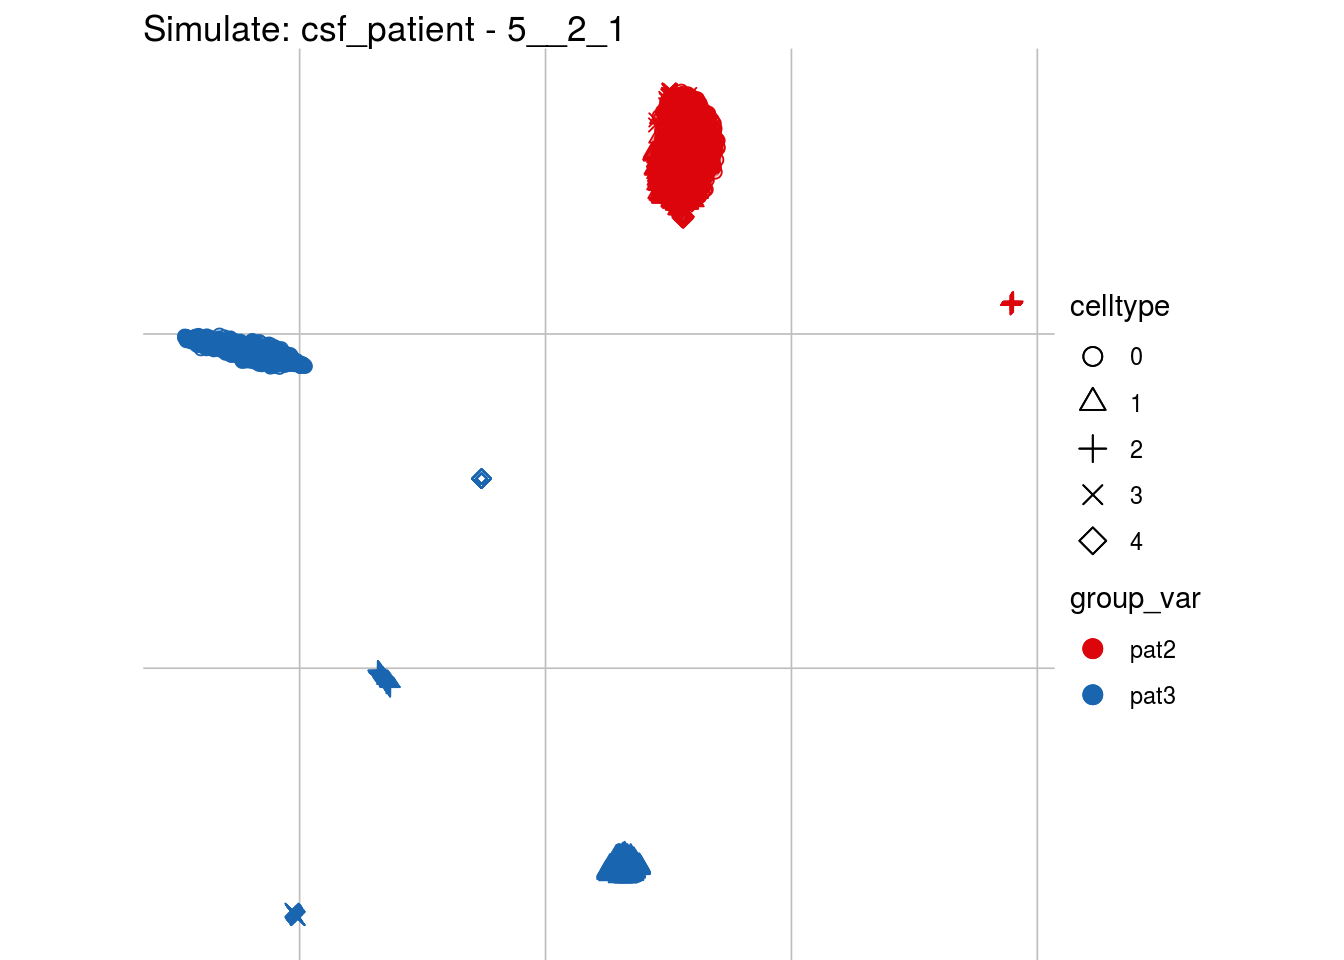 Simulate: csf_patient - 5__2_1
celltype
0
1
2
3
4
group_var
pat2
pat3